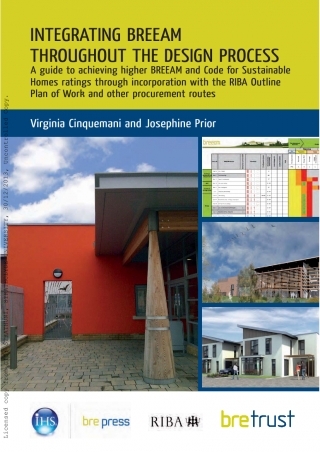 INTEGRATING BREEAM
THROUGHOUT THE DESIGN PROCESS
A guide to achieving higher BREEAM and Code for Sustainable
Homes ratings through incorporation with the RIBA Outline
Plan of Work and other procurement routes
Virginia Cinquemani and Josephine Prior
IHS
bre press
RIBA
bretrust